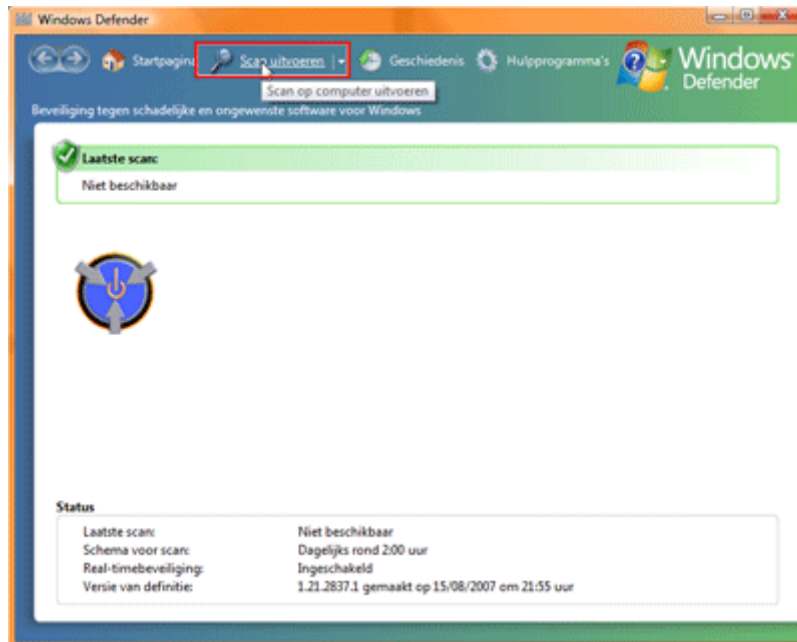 Windows Defender
Startpagina Scan uitvoeren Geschiedenis Hulpprogramma's Windows Defender
Scan op computer uitvoeren
Beveiliging tegen schadelijke en ongewenste software voor Windows
Laatste scan:
Niet beschikbaar
Status
Laatste scan: Niet beschikbaar
Schema voor scan: Dagelijks rond 2:00 uur
Real-timebeveiliging: Ingeschakeld
Versie van definitie: 1.21.2837.1 gemaakt op 15/08/2007 om 21:55 uur